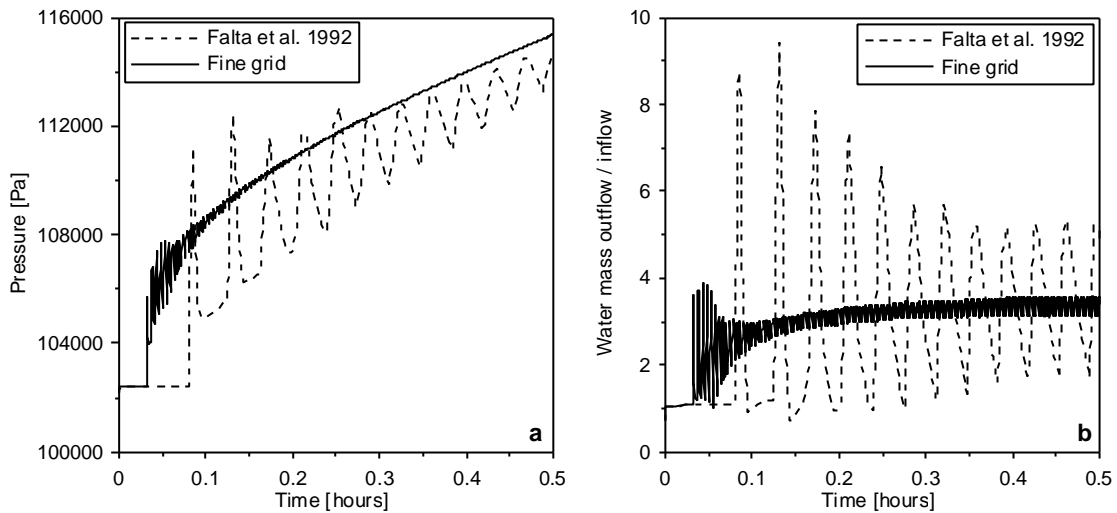 116000
112000
108000
104000
100000
Pressure [Pa]
Falta et al. 1992
Fine grid
a
0 0.1 0.2 0.3 0.4 0.5
Time [hours]
10
8
6
4
2
0
Water mass outflow / inflow
Falta et al. 1992
Fine grid
b
0 0.1 0.2 0.3 0.4 0.5
Time [hours]